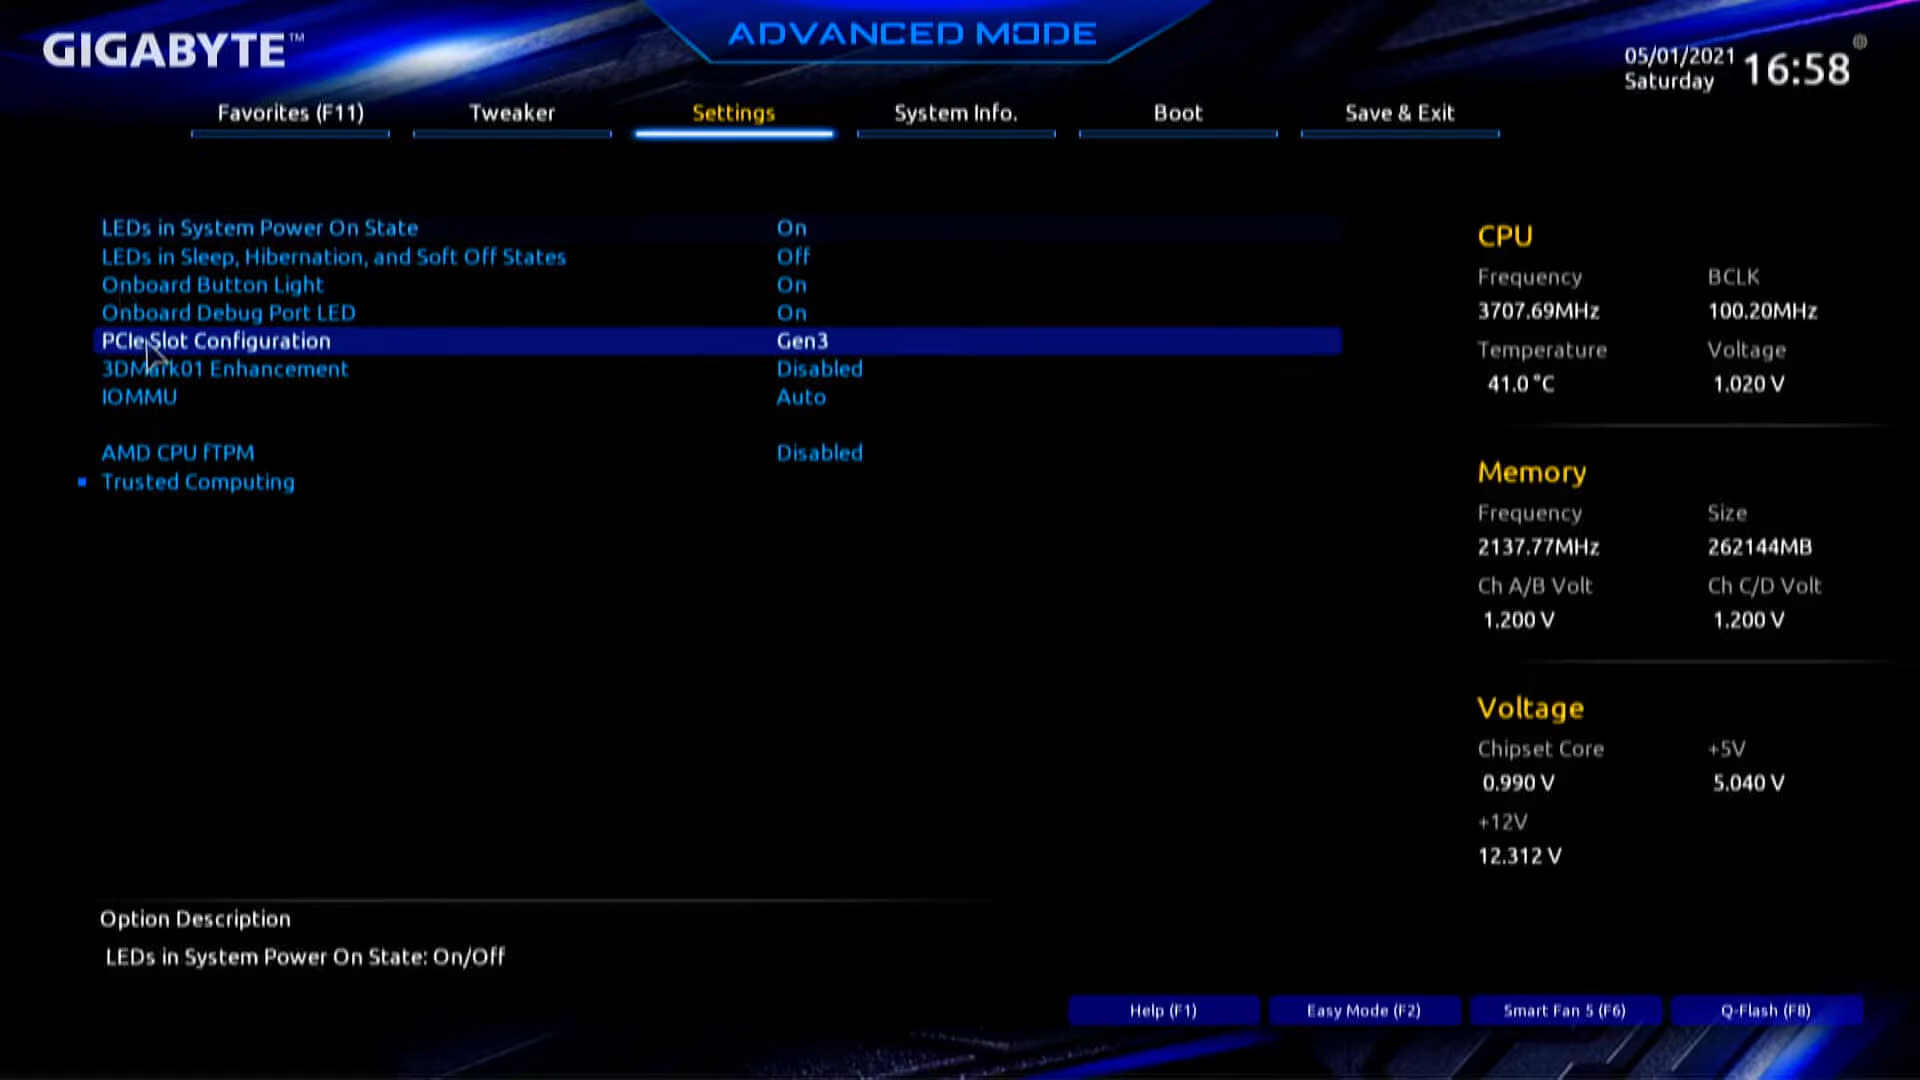 GIGABYTE™
ADVANCED MODE
05/01/2021
Saturday
16:58
Favorites (F11)
Tweaker
Settings
System Info.
Boot
Save & Exit
LEDs in System Power On State On
LEDs in Sleep, Hibernation, and Soft Off States Off
Onboard Button Light On
Onboard Debug Port LED On
PCIe Slot Configuration Gen3
3DMark01 Enhancement Disabled
IOMMU Auto
AMD CPU fTPM Disabled
Trusted Computing
CPU
Frequency BCLK
3707.69MHz 100.20MHz
Temperature Voltage
41.0 °C 1.020 V
Memory
Frequency Size
2137.77MHz 262144MB
Ch A/B Volt Ch C/D Volt
1.200 V 1.200 V
Voltage
Chipset Core +5V
0.990 V 5.040 V
+12V
12.312 V
Option Description
LEDs in System Power On State: On/Off
Help (F1)
Easy Mode (F2)
Smart Fan 5 (F6)
Q-Flash (F8)